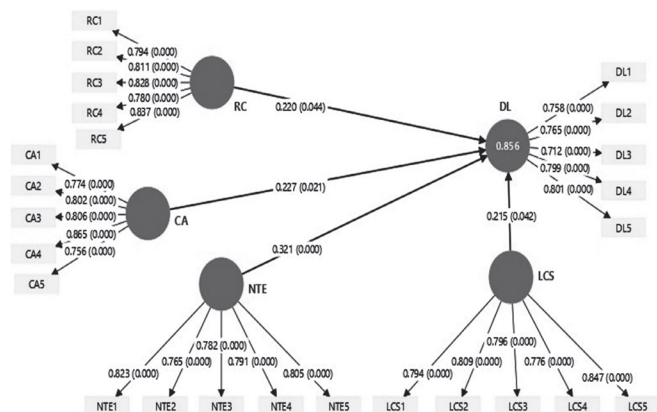 RC1
RC2
RC3
RC4
RC5
0.794 (0.000)
0.811 (0.000)
0.828 (0.000)
0.780 (0.000)
0.837 (0.000)
RC
0.220 (0.044)
CA1
CA2
CA3
CA4
CA5
0.774 (0.000)
0.802 (0.000)
0.806 (0.000)
0.865 (0.000)
0.756 (0.000)
CA
0.227 (0.021)
DL
0.856
0.758 (0.000)
0.765 (0.000)
0.712 (0.000)
0.799 (0.000)
0.801 (0.000)
DL1
DL2
DL3
DL4
DL5
0.215 (0.042)
0.321 (0.000)
NTE
0.823 (0.000)
0.765 (0.000)
0.782 (0.000)
0.791 (0.000)
0.805 (0.000)
NTE1
NTE2
NTE3
NTE4
NTE5
LCS
0.794 (0.000)
0.809 (0.000)
0.796 (0.000)
0.776 (0.000)
0.847 (0.000)
LCS1
LCS2
LCS3
LCS4
LCS5